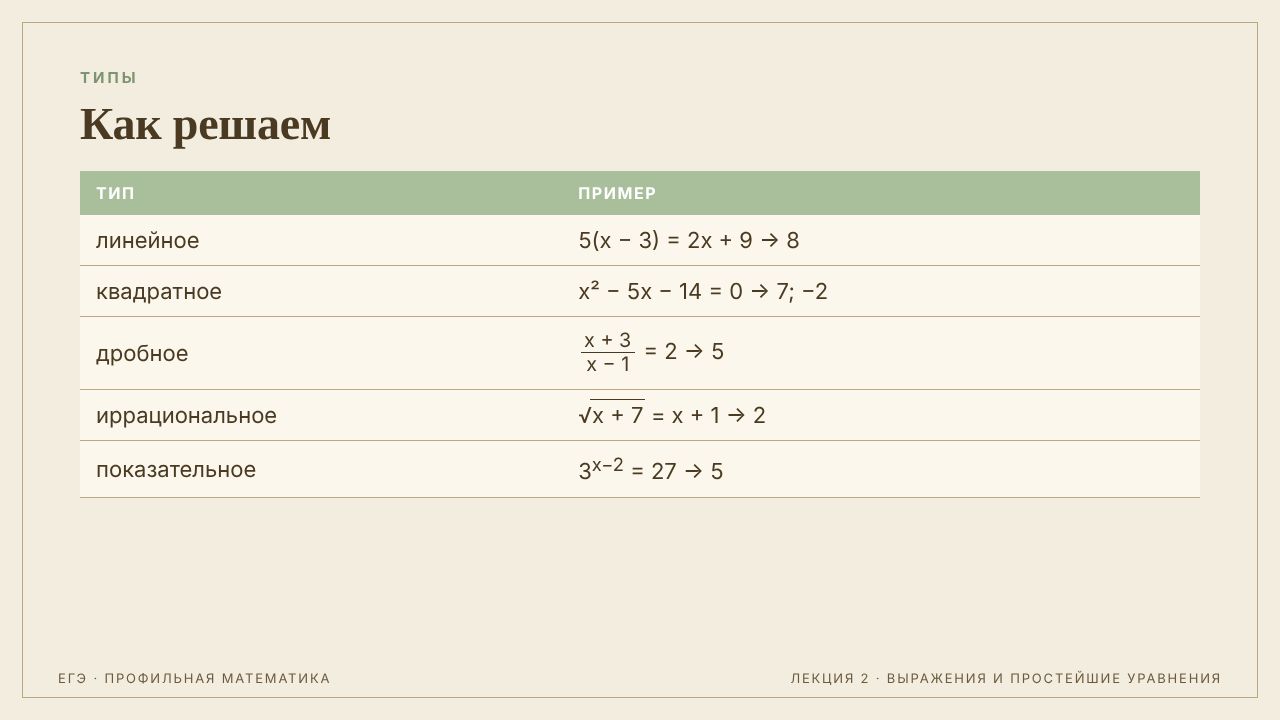 ТИПЫ
Как решаем
ТИП ПРИМЕР
линейное 5(x − 3) = 2x + 9 → 8
квадратное x² − 5x − 14 = 0 → 7; −2
дробное (x + 3)/(x − 1) = 2 → 5
иррациональное √(x + 7) = x + 1 → 2
показательное 3^(x−2) = 27 → 5
ЕГЭ · ПРОФИЛЬНАЯ МАТЕМАТИКА
ЛЕКЦИЯ 2 · ВЫРАЖЕНИЯ И ПРОСТЕЙШИЕ УРАВНЕНИЯ